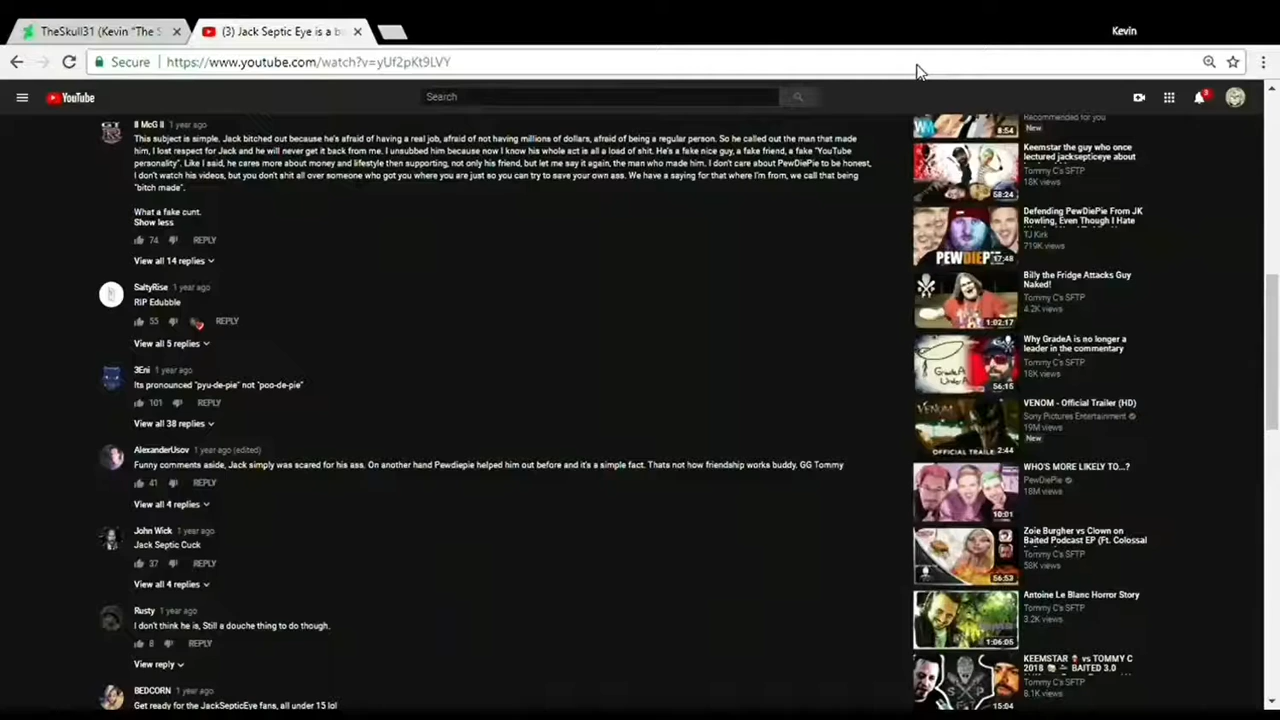 TheSkull31 (Kevin "The S
(3) Jack Septic Eye is a b
Kevin
Secure
https://www.youtube.com/watch?v=yUf2pKt9LVY
YouTube
Search
3
II McG II 1 year ago
This subject is simple. Jack bitched out because he's afraid of having a real job, afraid of not having millions of dollars, afraid of being a regular person. So he called out the man that made
him, I lost respect for Jack and he will never get it back from me. I unsubbed him because now I know his whole act is all a load of shit. He's a fake nice guy, a fake friend, a fake "YouTube
personality". Like I said, he cares more about money and lifestyle then supporting, not only his friend, but let me say it again, the man who made him. I don't care about PewDiePie to be honest,
I don't watch his videos, but you don't shit all over someone who got you where you are just so you can try to save your own ass. We have a saying for that where I'm from, we call that being
"bitch made".
What a fake cunt.
Show less
74 REPLY
View all 14 replies
SaltyRise 1 year ago
RIP Edubble
55 REPLY
View all 5 replies
3Eni 1 year ago
Its pronounced "pyu-de-pie" not "poo-de-pie"
101 REPLY
View all 38 replies
AlexanderUsov 1 year ago (edited)
Funny comments aside, Jack simply was scared for his ass. On another hand Pewdiepie helped him out before and it's a simple fact. Thats not how friendship works buddy. GG Tommy
41 REPLY
View all 4 replies
John Wick 1 year ago
Jack Septic Cuck
37 REPLY
View all 4 replies
Rusty 1 year ago
I don't think he is, Still a douche thing to do though.
8 REPLY
View reply
BEDCORN 1 year ago
Get ready for the JackSepticEye fans, all under 15 lol
Recommended for you
8:54
New
Keemstar the guy who once
lectured jacksepticeye about
Tommy C's SFTP
18K views
58:24
Defending PewDiePie From JK
Rowling, Even Though I Hate
TJ Kirk
719K views
PEWDIEPIE
17:48
Billy the Fridge Attacks Guy
Naked!
Tommy C's SFTP
4.2K views
1:02:17
Why GradeA is no longer a
leader in the commentary
Tommy C's SFTP
18K views
GradeA
UnderA
56:15
VENOM - Official Trailer (HD)
Sony Pictures Entertainment
19M views
New
VENOM
OFFICIAL TRAILER
2:44
WHO'S MORE LIKELY TO...?
PewDiePie
18M views
10:01
Zoie Burgher vs Clown on
Baited Podcast EP (Ft. Colossal
Tommy C's SFTP
58K views
56:53
Antoine Le Blanc Horror Story
Tommy C's SFTP
3.2K views
1:06:05
KEEMSTAR vs TOMMY C
2018 BAITED 3.0
Tommy C's SFTP
8.1K views
S F P
15:04